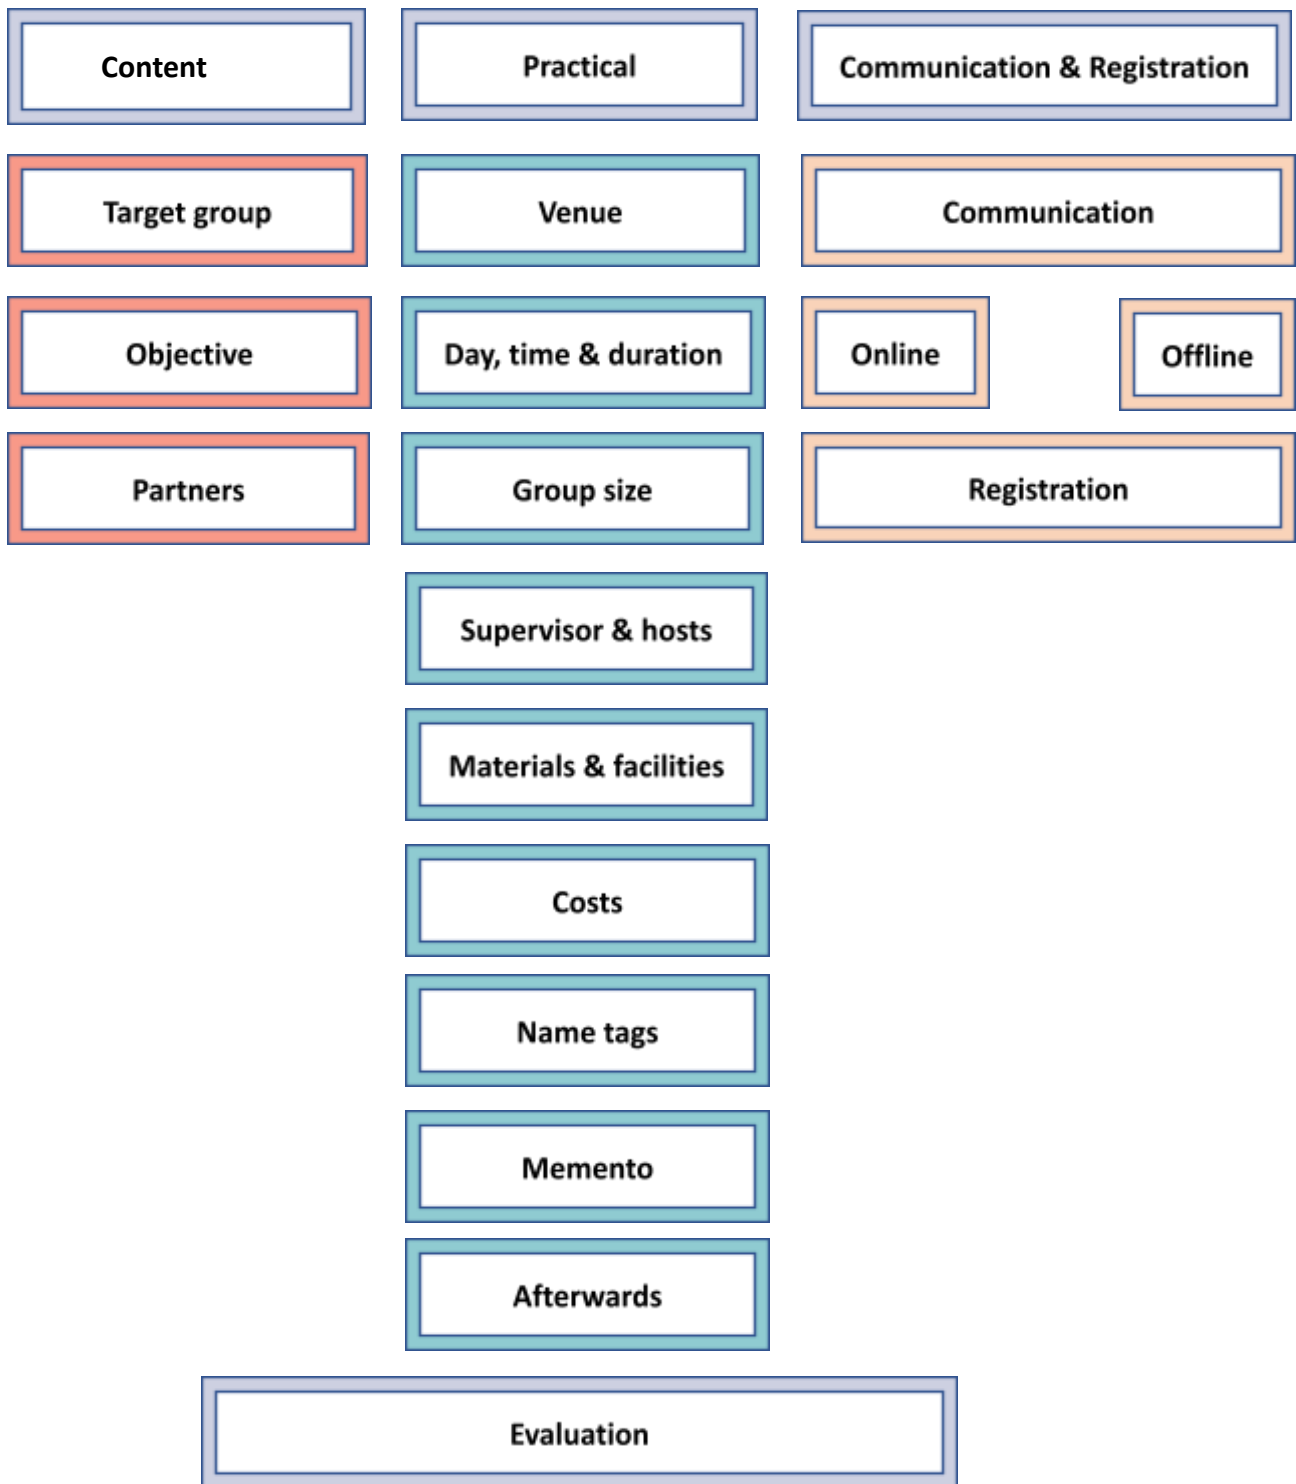 Content
Practical
Communication & Registration
Target group
Venue
Communication
Objective
Day, time & duration
Online
Offline
Partners
Group size
Registration
Supervisor & hosts
Materials & facilities
Costs
Name tags
Memento
Afterwards
Evaluation